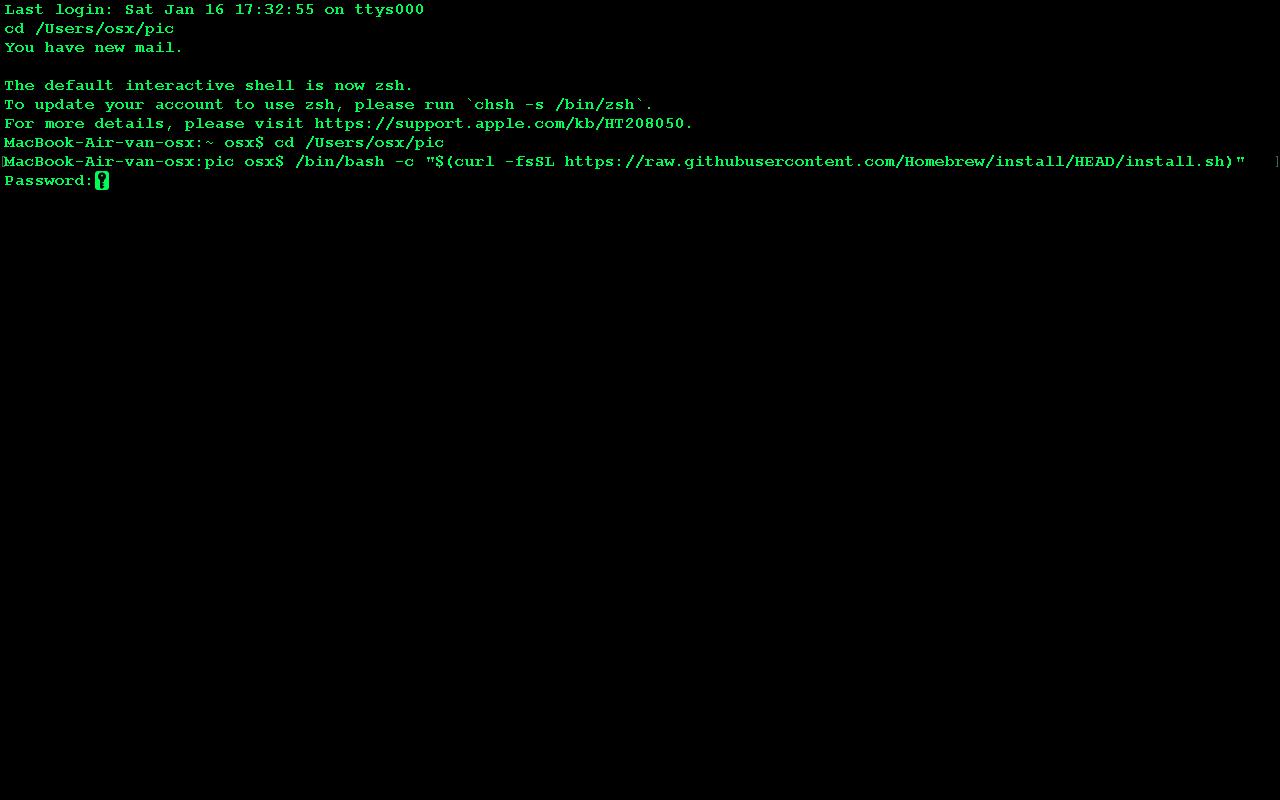 Last login: Sat Jan 16 17:32:55 on ttys000
cd /Users/osx/pic
You have new mail.

The default interactive shell is now zsh.
To update your account to use zsh, please run `chsh -s /bin/zsh`.
For more details, please visit https://support.apple.com/kb/HT208050.
MacBook-Air-van-osx:~ osx$ cd /Users/osx/pic
[MacBook-Air-van-osx:pic osx$ /bin/bash -c "$(curl -fsSL https://raw.githubusercontent.com/Homebrew/install/HEAD/install.sh)" ]
Password: